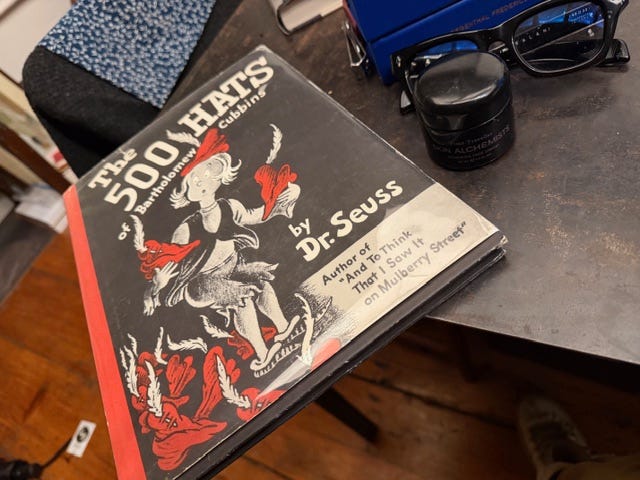 The
500 HATS
of Bartholomew Cubbins
by
Dr. Seuss
Author of
"And To Think
That I Saw It
on Mulberry Street"
ALCHEMISTS